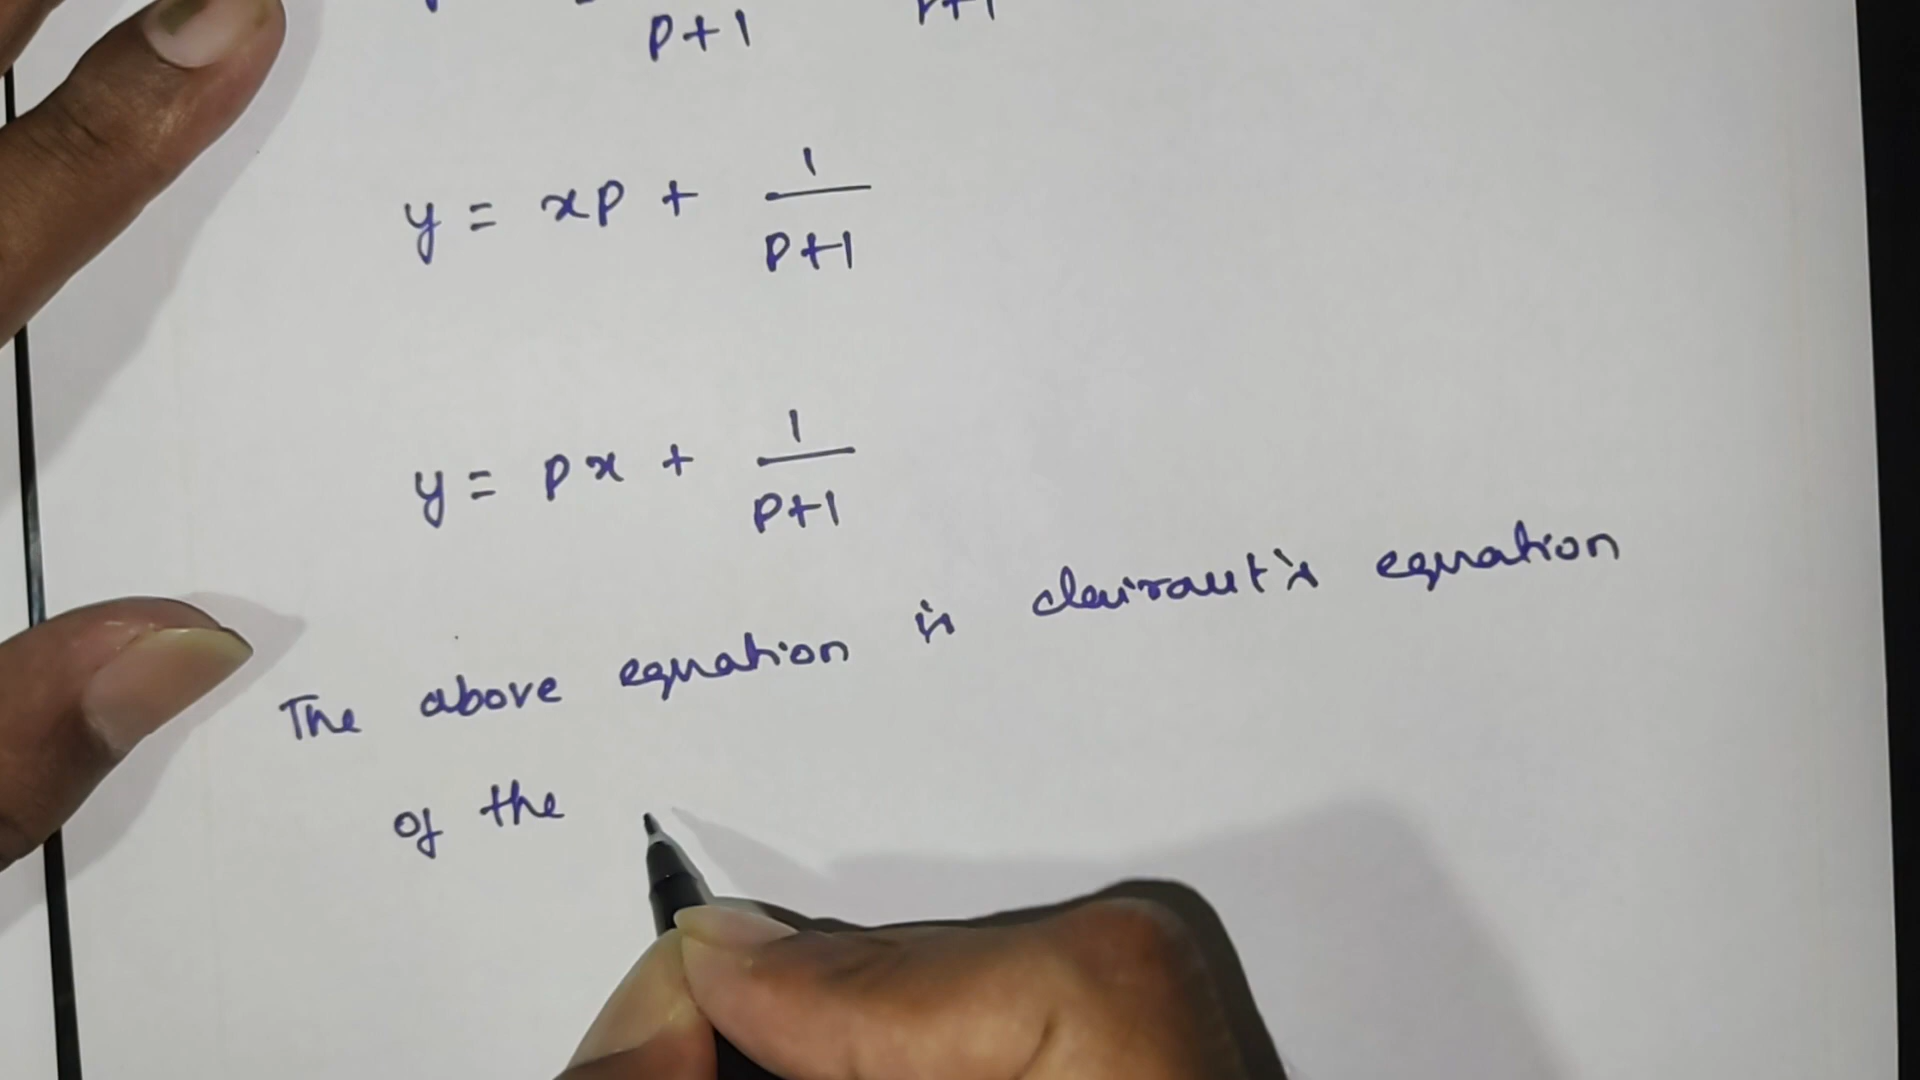 p+1
y = xp + 1/p+1
y = px + 1/p+1
The above equation is clairaut's equation
of the